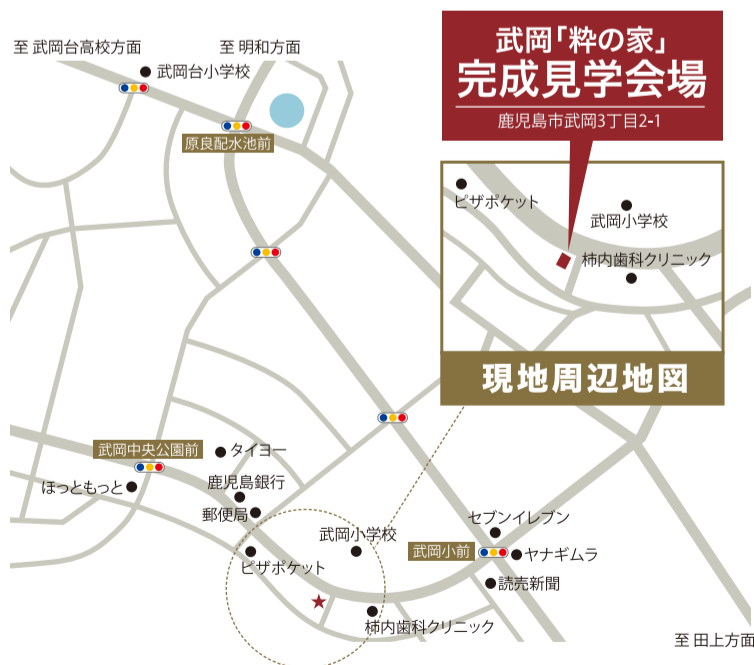 至 武岡台高校方面
至 明和方面
武岡台小学校
原良配水池前
武岡「粋の家」
完成見学会場
鹿児島市武岡3丁目2-1
ピザポケット
武岡小学校
柿内歯科クリニック
現地周辺地図
武岡中央公園前
タイヨー
ほっともっと
鹿児島銀行
郵便局
セブンイレブン
武岡小学校
武岡小前
ヤナギムラ
ピザポケット
読売新聞
柿内歯科クリニック
至 田上方面